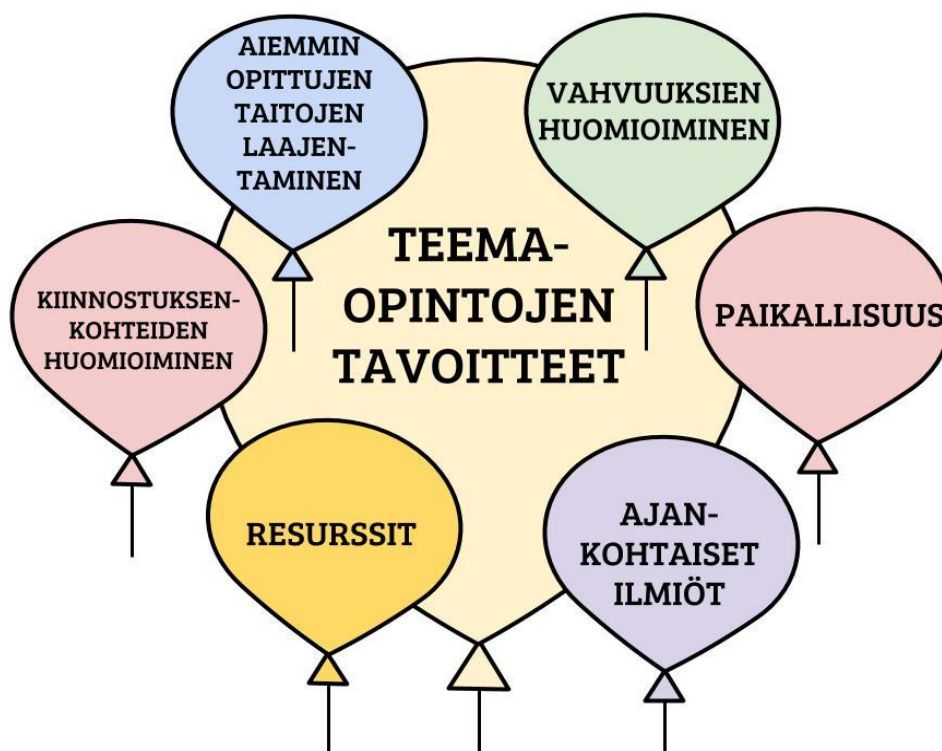 AIEMMIN
OPITTUJEN
TAITOJEN
LAAJEN-
TAMINEN
VAHVUUKSIEN
HUOMIOIMINEN
TEEMA-
OPINTOJEN
TAVOITTEET
KIINNOSTUKSEN-
KOHTEIDEN
HUOMIOIMINEN
PAIKALLISUUS
RESURSSIT
AJAN-
KOHTAISET
ILMIÖT